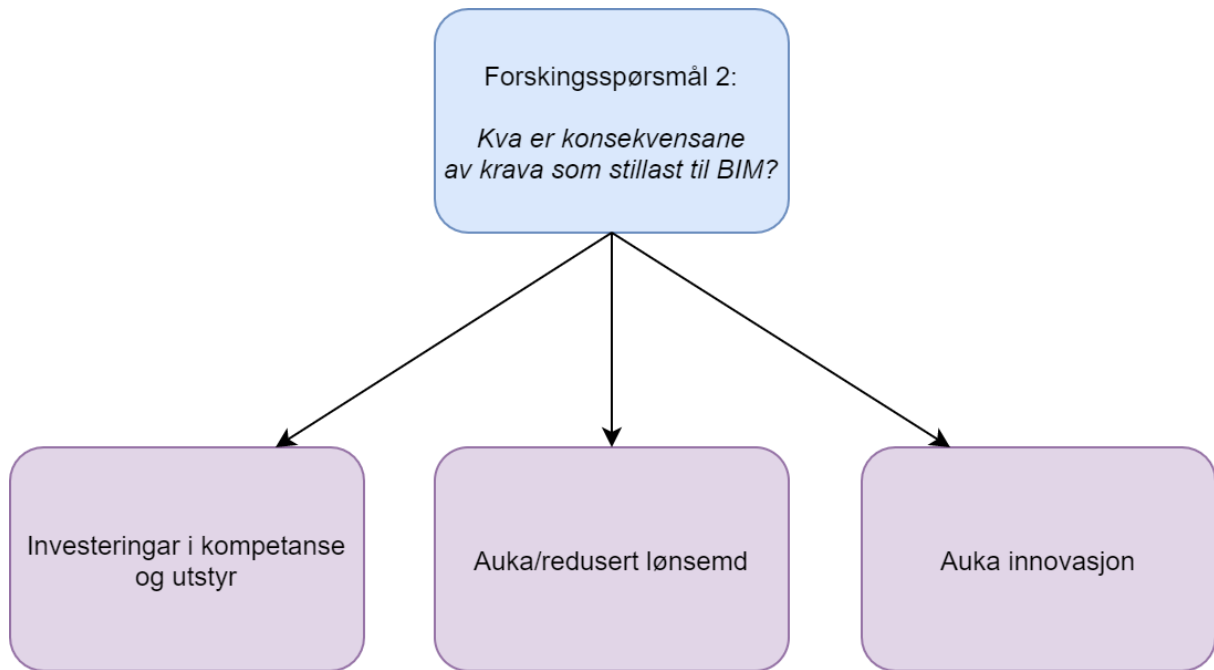 Forskingsspørsmål 2:
Kva er konsekvensane
av krava som stillast til BIM?
Investeringar i kompetanse
og utstyr
Auka/redusert lønsemd
Auka innovasjon